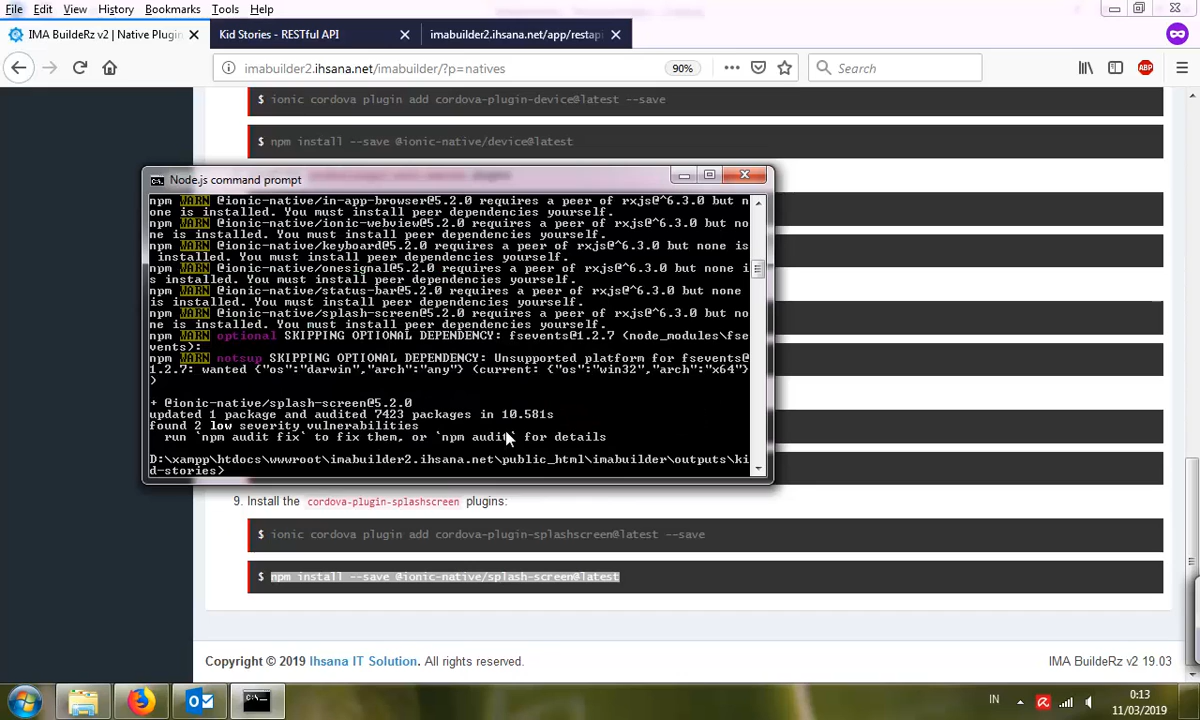 File Edit View History Bookmarks Tools Help
IMA BuildeRz v2 | Native Plugin
Kid Stories - RESTful API
imabuilder2.ihsana.net/app/restapi
imabuilder2.ihsana.net/imabuilder/?p=natives
90%
Search
ABP
$ ionic cordova plugin add cordova-plugin-device@latest --save
$ npm install --save @ionic-native/device@latest
Node.js command prompt
npm WARN @ionic-native/in-app-browser@5.2.0 requires a peer of rxjs@^6.3.0 but n
one is installed. You must install peer dependencies yourself.
npm WARN @ionic-native/ionic-webview@5.2.0 requires a peer of rxjs@^6.3.0 but no
ne is installed. You must install peer dependencies yourself.
npm WARN @ionic-native/keyboard@5.2.0 requires a peer of rxjs@^6.3.0 but none is
installed. You must install peer dependencies yourself.
npm WARN @ionic-native/onesignal@5.2.0 requires a peer of rxjs@^6.3.0 but none i
s installed. You must install peer dependencies yourself.
npm WARN @ionic-native/status-bar@5.2.0 requires a peer of rxjs@^6.3.0 but none
is installed. You must install peer dependencies yourself.
npm WARN @ionic-native/splash-screen@5.2.0 requires a peer of rxjs@^6.3.0 but no
ne is installed. You must install peer dependencies yourself.
npm WARN optional SKIPPING OPTIONAL DEPENDENCY: fsevents@1.2.7 (node_modules\fse
vents):
npm WARN notsup SKIPPING OPTIONAL DEPENDENCY: Unsupported platform for fsevents@
1.2.7: wanted {"os":"darwin","arch":"any"} (current: {"os":"win32","arch":"x64"}
)
+ @ionic-native/splash-screen@5.2.0
updated 1 package and audited 7423 packages in 10.581s
found 2 low severity vulnerabilities
run `npm audit fix` to fix them, or `npm audit` for details
D:\xampp\htdocs\wwwroot\imabuilder2.ihsana.net\public_html\imabuilder\outputs\ki
d-stories>
9. Install the cordova-plugin-splashscreen plugins:
$ ionic cordova plugin add cordova-plugin-splashscreen@latest --save
$ npm install --save @ionic-native/splash-screen@latest
Copyright © 2019 Ihsana IT Solution. All rights reserved.
IMA BuildeRz v2 19.03
IN
0:13
11/03/2019